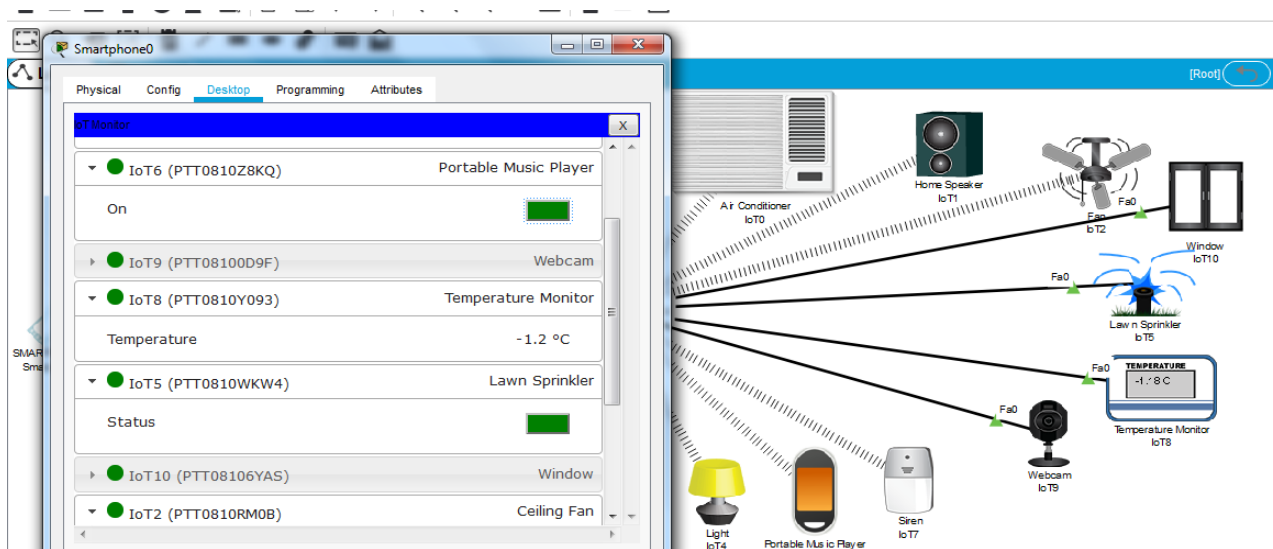 Smartphone0
[Root]
Physical Config Desktop Programming Attributes
IoT Monitor
X
IoT6 (PTT0810Z8KQ) Portable Music Player
On
IoT9 (PTT08100D9F) Webcam
IoT8 (PTT0810Y093) Temperature Monitor
Temperature -1.2 °C
IoT5 (PTT0810WKW4) Lawn Sprinkler
Status
IoT10 (PTT08106YAS) Window
IoT2 (PTT0810RM0B) Ceiling Fan
SMAR
Sma
Air Conditioner
IoT0
Home Speaker
IoT1
Fan
IoT2
Fa0
Window
IoT10
Fa0
Lawn Sprinkler
IoT5
Fa0
TEMPERATURE
-1.18 C
Temperature Monitor
IoT8
Fa0
Webcam
IoT9
Siren
IoT7
Light
IoT4
Portable Music Player